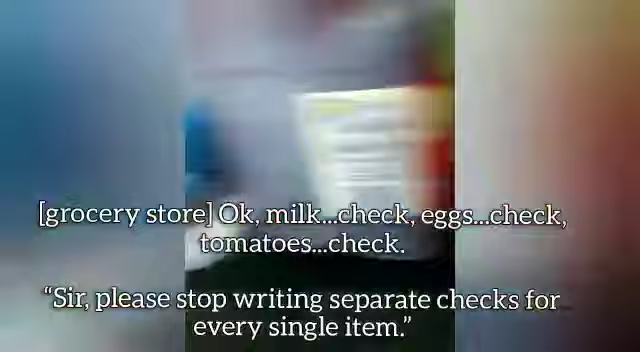 [grocery store] Ok, milk...check, eggs...check,
tomatoes...check.
“Sir, please stop writing separate checks for
every single item.”